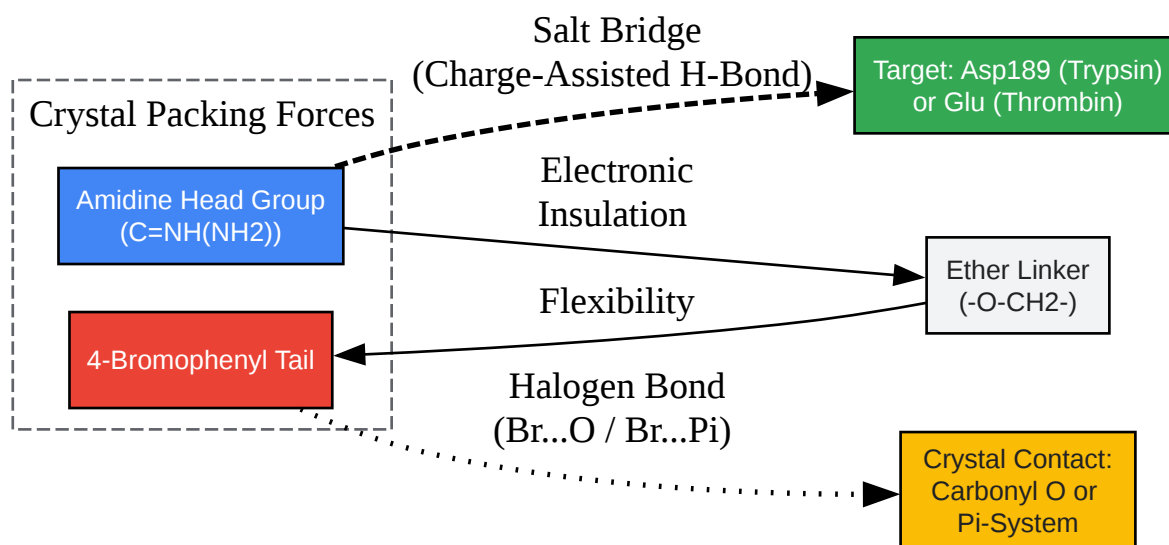 Salt Bridge
(Charge-Assisted H-Bond)
Target: Asp189 (Trypsin)
or Glu (Thrombin)
Crystal Packing Forces
Amidine Head Group
(C=NH(NH2))
Electronic
Insulation
Ether Linker
(-O-CH2-)
Flexibility
4-Bromophenyl Tail
Halogen Bond
(Br...O / Br...Pi)
Crystal Contact:
Carbonyl O or
Pi-System